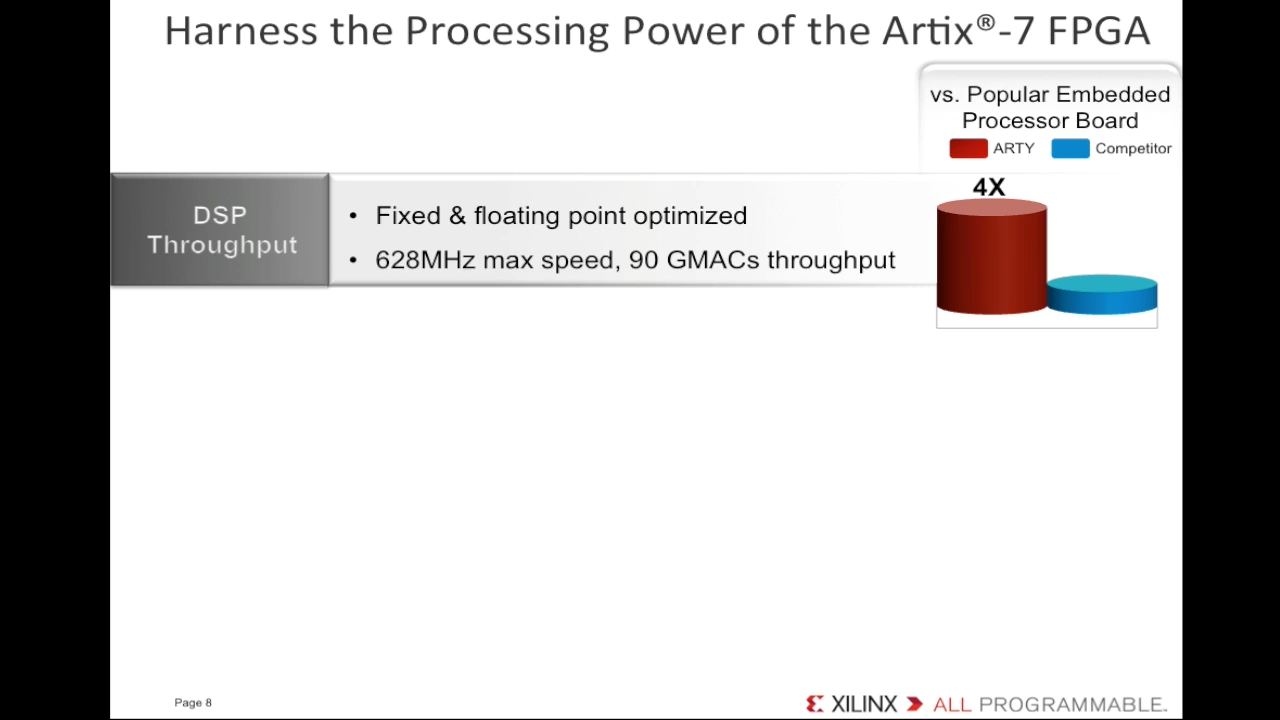 Harness the Processing Power of the Artix®-7 FPGA
vs. Popular Embedded
Processor Board
ARTY Competitor
4X
DSP
Throughput
• Fixed & floating point optimized
• 628MHz max speed, 90 GMACs throughput
Page 8
XILINX ALL PROGRAMMABLE™